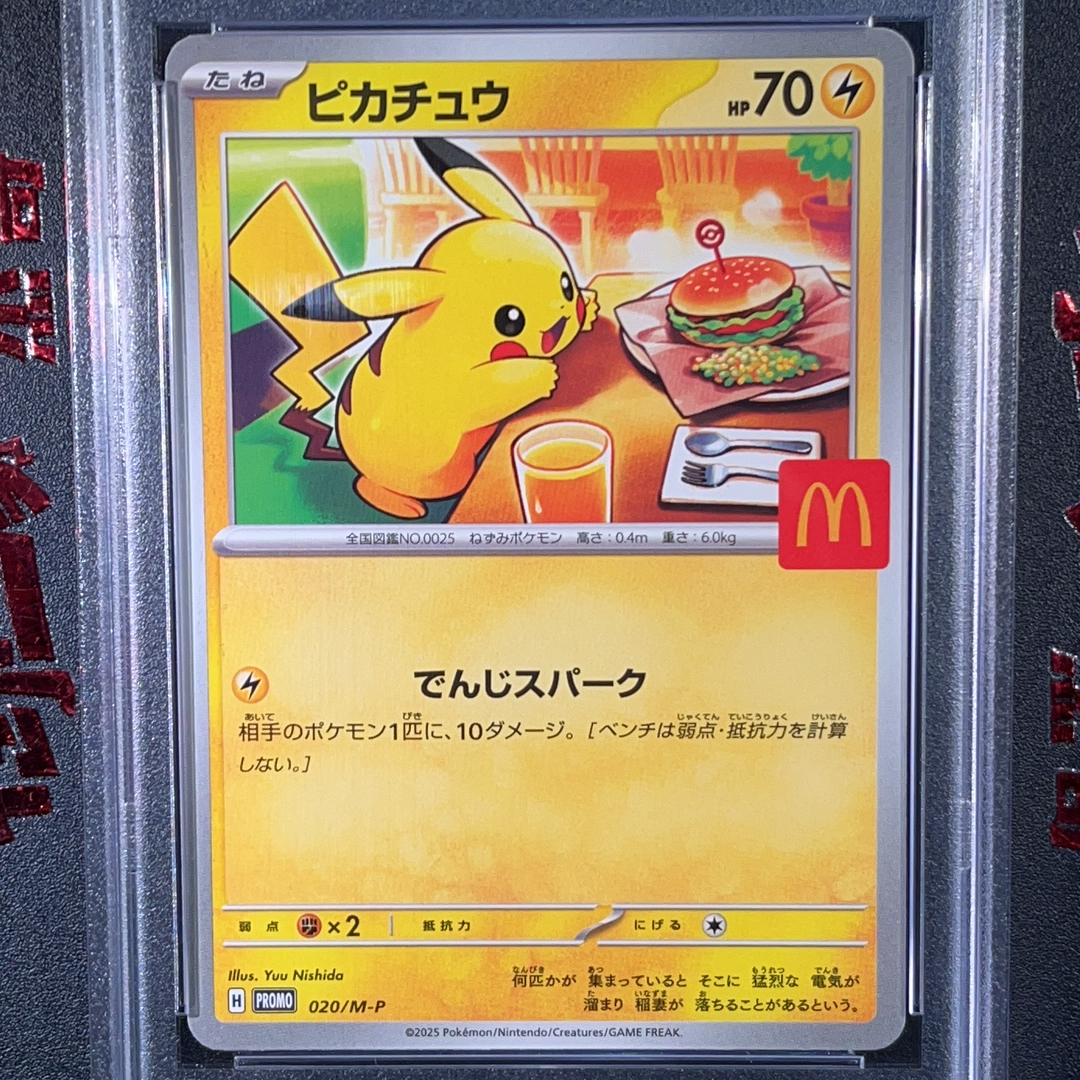 たね
ピカチュウ
HP70
M
全国図鑑NO.0025 ねずみポケモン 高さ:0.4m 重さ:6.0kg
でんじスパーク
あいて びき じゃくてん ていこうりょく けいさん
相手のポケモン1匹に、10ダメージ。[ベンチは弱点・抵抗力を計算
しない。]
弱点 ×2 抵抗力 にげる
Illus. Yuu Nishida
なんびき あつ もうれつ でんき
何匹かが 集まっていると そこに 猛烈な 電気が
H PROMO 020/M-P
た いなずま お
溜まり 稲妻が 落ちることがあるという。
©2025 Pokémon/Nintendo/Creatures/GAME FREAK.